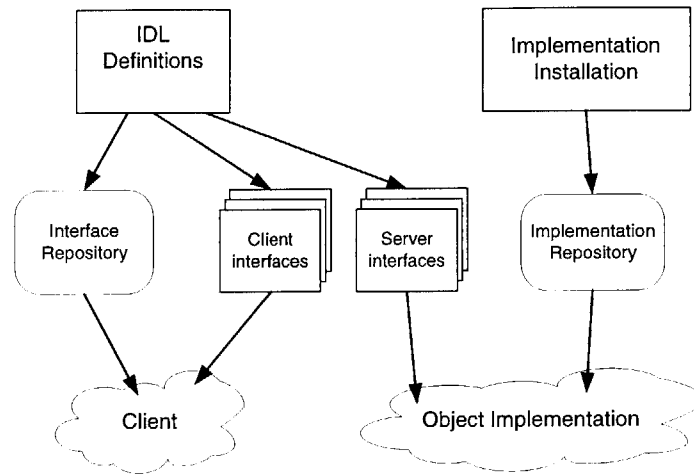 IDL
Definitions
Implementation
Installation
Interface
Repository
Client
interfaces
Server
interfaces
Implementation
Repository
Client
Object Implementation